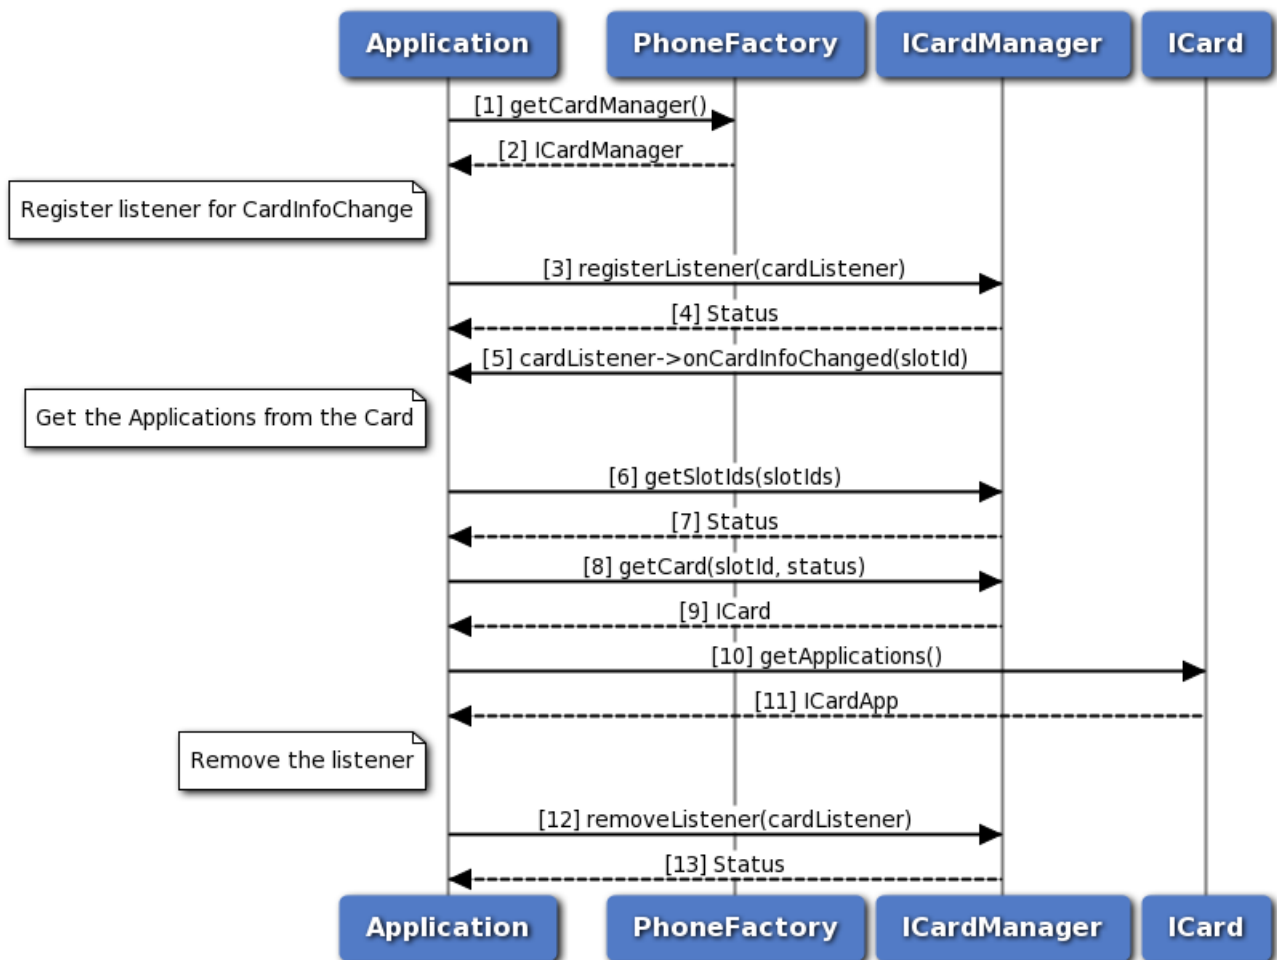 Application
PhoneFactory
ICardManager
ICard
[1] getCardManager()
[2] ICardManager
Register listener for CardInfoChange
[3] registerListener(cardListener)
[4] Status
[5] cardListener->onCardInfoChanged(slotId)
Get the Applications from the Card
[6] getSlotIds(slotIds)
[7] Status
[8] getCard(slotId, status)
[9] ICard
[10] getApplications()
[11] ICardApp
Remove the listener
[12] removeListener(cardListener)
[13] Status
Application
PhoneFactory
ICardManager
ICard